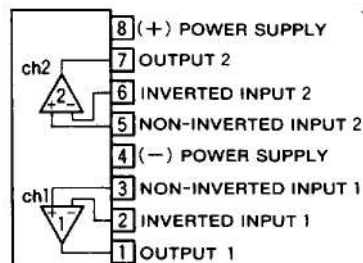 8 (+) POWER SUPPLY
7 OUTPUT 2
ch2
2
+ −
6 INVERTED INPUT 2
5 NON-INVERTED INPUT 2
4 (−) POWER SUPPLY
3 NON-INVERTED INPUT 1
ch1
+ −
1
2 INVERTED INPUT 1
1 OUTPUT 1